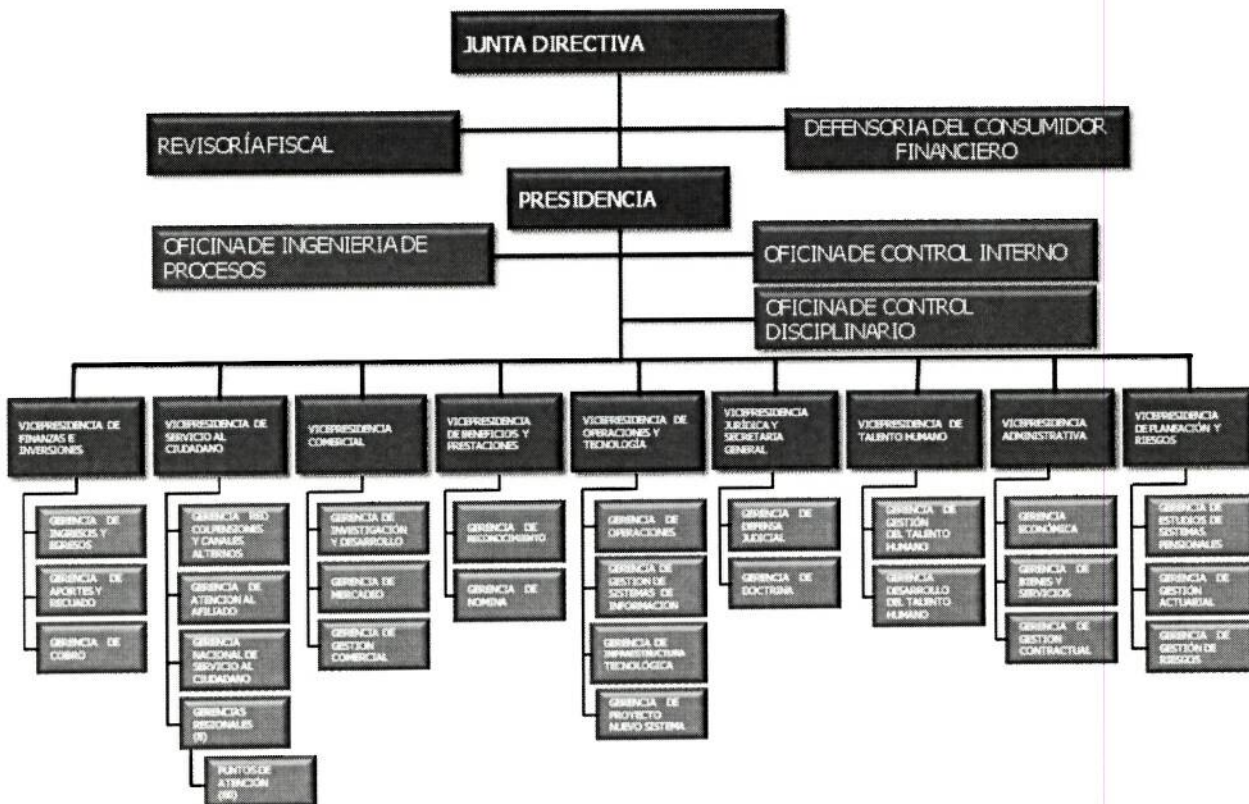 JUNTA DIRECTIVA
REVISORÍA FISCAL
DEFENSORIA DEL CONSUMIDOR
FINANCIERO
PRESIDENCIA
OFICINA DE INGENIERIA DE
PROCESOS
OFICINA DE CONTROL INTERNO
OFICINA DE CONTROL
DISCIPLINARIO
VICEPRESIDENCIA DE
FINANZAS E
INVERSIONES
GERENCIA DE
INGRESOS Y
EGRESOS
GERENCIA DE
APORTES Y
RECUADO
GERENCIA DE
COBRO
VICEPRESIDENCIA DE
SERVICIO AL
CIUDADANO
GERENCIA RED
COLPENSIONES
Y CANALES
ALTERNOS
GERENCIA DE
ATENCION AL
AFILIADO
GERENCIA
NACIONAL DE
SERVICIO AL
CIUDADANO
GERENCIAS
REGIONALES
PUNTOS DE
ATENCION
VICEPRESIDENCIA
COMERCIAL
GERENCIA DE
INVESTIGACIÓN
Y DESARROLLO
GERENCIA DE
MERCADEO
GERENCIA DE
GESTION
COMERCIAL
VICEPRESIDENCIA
DE BENEFICIOS Y
PRESTACIONES
GERENCIA DE
RECONOCIMIENTO
GERENCIA DE
NOMINA
VICEPRESIDENCIA DE
OPERACIONES Y
TECNOLOGÍA
GERENCIA DE
OPERACIONES
GERENCIA DE
GESTION DE
SISTEMAS DE
INFORMACIÓN
GERENCIA DE
INFRAESTRUCTURA
TECNOLÓGICA
GERENCIA DE
PROYECTO
NUEVO SISTEMA
VICEPRESIDENCIA
JURÍDICA Y
SECRETARIA
GENERAL
GERENCIA DE
DEFENSA
JUDICIAL
GERENCIA DE
DOCTRINA
VICEPRESIDENCIA
DE TALENTO HUMANO
GERENCIA DE
GESTIÓN
DEL TALENTO
HUMANO
GERENCIA
DESARROLLO
DEL TALENTO
HUMANO
VICEPRESIDENCIA
ADMINISTRATIVA
GERENCIA
ECONÓMICA
GERENCIA DE
BIENES Y
SERVICIOS
GERENCIA DE
GESTION
CONTRACTUAL
VICEPRESIDENCIA
DE PLANEACIÓN Y
RIESGOS
GERENCIA DE
ESTUDIOS DE
SISTEMAS
PENSIONALES
GERENCIA DE
GESTIÓN
ACTUARIAL
GERENCIA DE
GESTIÓN DE
RIESGOS